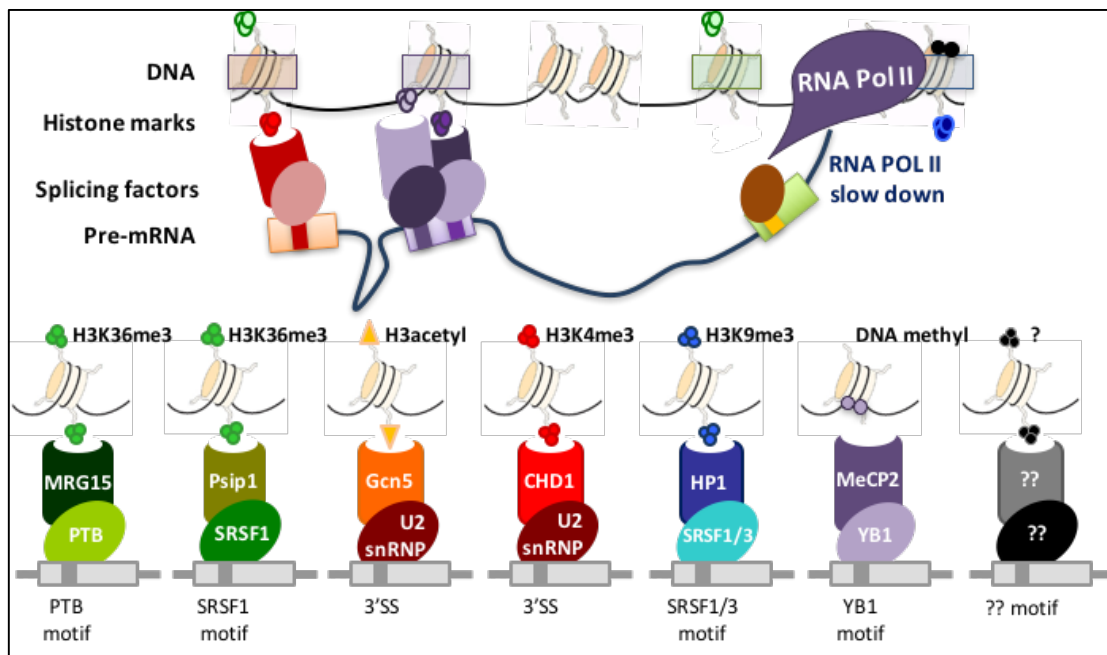 DNA
RNA Pol II
Histone marks
Splicing factors
RNA POL II
slow down
Pre-mRNA
H3K36me3
H3K36me3
H3acetyl
H3K4me3
H3K9me3
DNA methyl
?
MRG15
Psip1
Gcn5
CHD1
HP1
MeCP2
??
PTB
SRSF1
U2
snRNP
U2
snRNP
SRSF1/3
YB1
??
PTB
motif
SRSF1
motif
3'SS
3'SS
SRSF1/3
motif
YB1
motif
?? motif